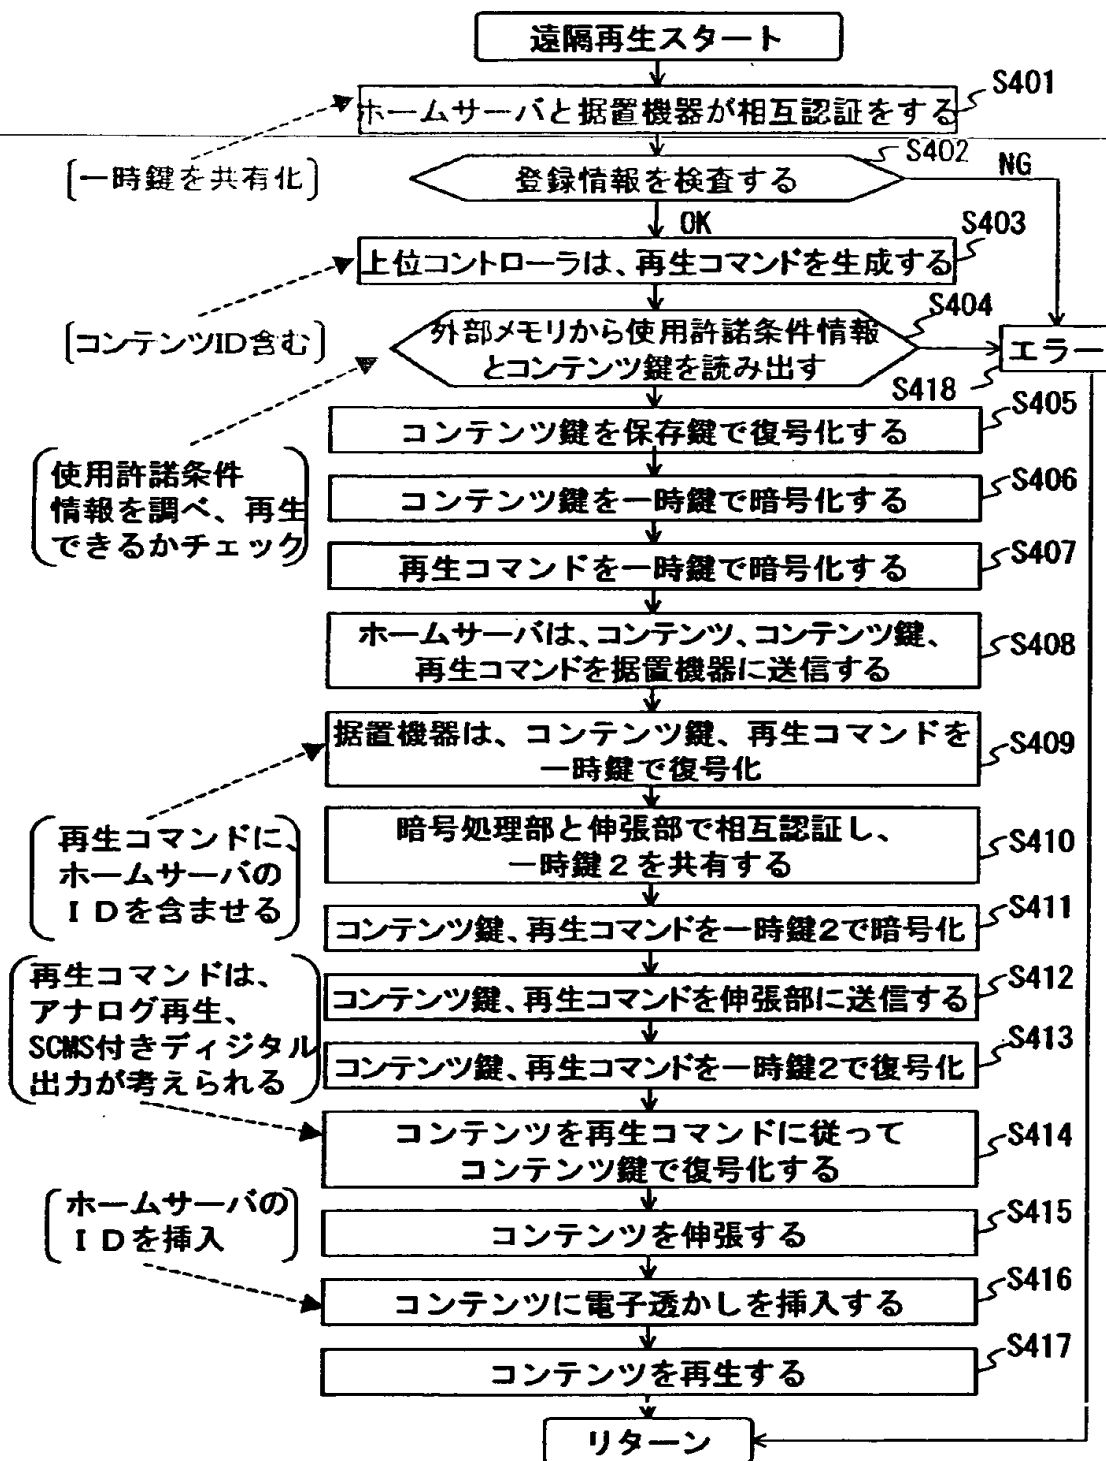 遠隔再生スタート
S401
ホームサーバと据置機器が相互認証をする
一時鍵を共有化
S402
登録情報を検査する
NG
OK
S403
上位コントローラは、再生コマンドを生成する
コンテンツID含む
S404
外部メモリから使用許諾条件情報
とコンテンツ鍵を読み出す
エラー
S418
S405
コンテンツ鍵を保存鍵で復号化する
使用許諾条件
情報を調べ、再生
できるかチェック
S406
コンテンツ鍵を一時鍵で暗号化する
S407
再生コマンドを一時鍵で暗号化する
S408
ホームサーバは、コンテンツ、コンテンツ鍵、
再生コマンドを据置機器に送信する
S409
据置機器は、コンテンツ鍵、再生コマンドを
一時鍵で復号化
再生コマンドに、
ホームサーバの
IDを含ませる
S410
暗号処理部と伸張部で相互認証し、
一時鍵2を共有する
S411
コンテンツ鍵、再生コマンドを一時鍵2で暗号化
再生コマンドは、
アナログ再生、
SCMS付きディジタル
出力が考えられる
S412
コンテンツ鍵、再生コマンドを伸張部に送信する
S413
コンテンツ鍵、再生コマンドを一時鍵2で復号化
S414
コンテンツを再生コマンドに従って
コンテンツ鍵で復号化する
ホームサーバの
IDを挿入
S415
コンテンツを伸張する
S416
コンテンツに電子透かしを挿入する
S417
コンテンツを再生する
リターン